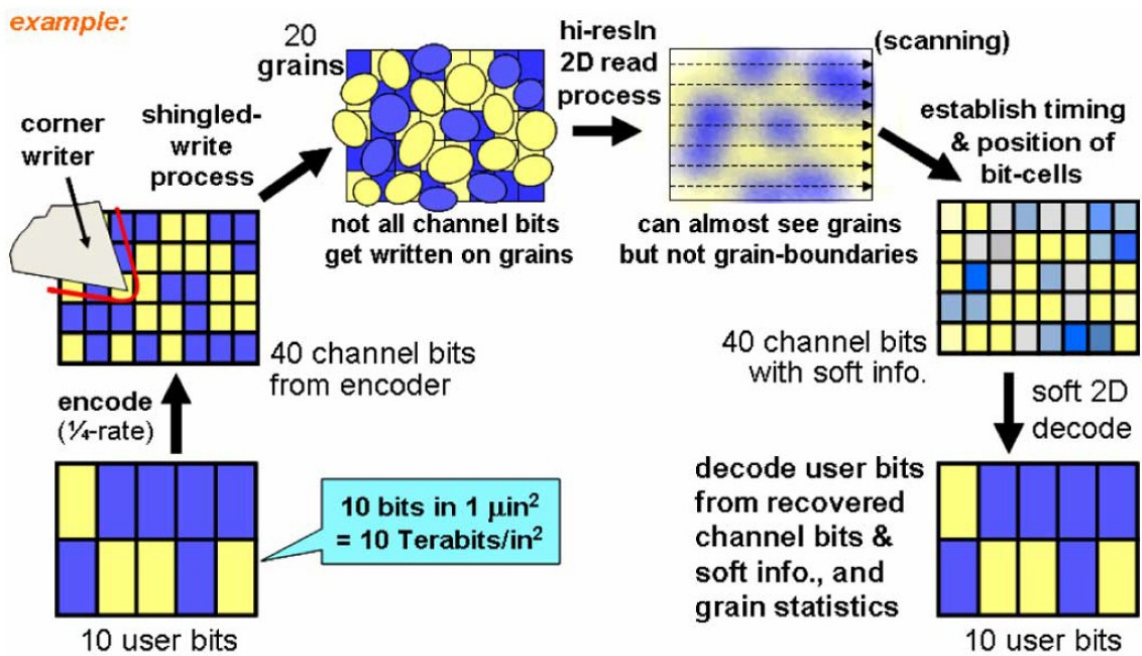 example:
20
grains
hi-resln
2D read
process
(scanning)
corner
writer
shingled-
write
process
establish timing
& position of
bit-cells
not all channel bits
get written on grains
can almost see grains
but not grain-boundaries
40 channel bits
from encoder
40 channel bits
with soft info.
encode
(¼-rate)
soft 2D
decode
10 bits in 1 µin²
= 10 Terabits/in²
decode user bits
from recovered
channel bits &
soft info., and
grain statistics
10 user bits
10 user bits